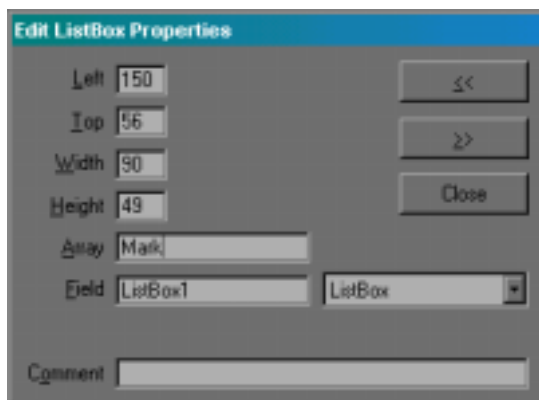 Edit ListBox Properties
Left 150 <<
Top 56
Width 90 >>
Height 49 Close
Array Mark
Field ListBox1 ListBox
Comment